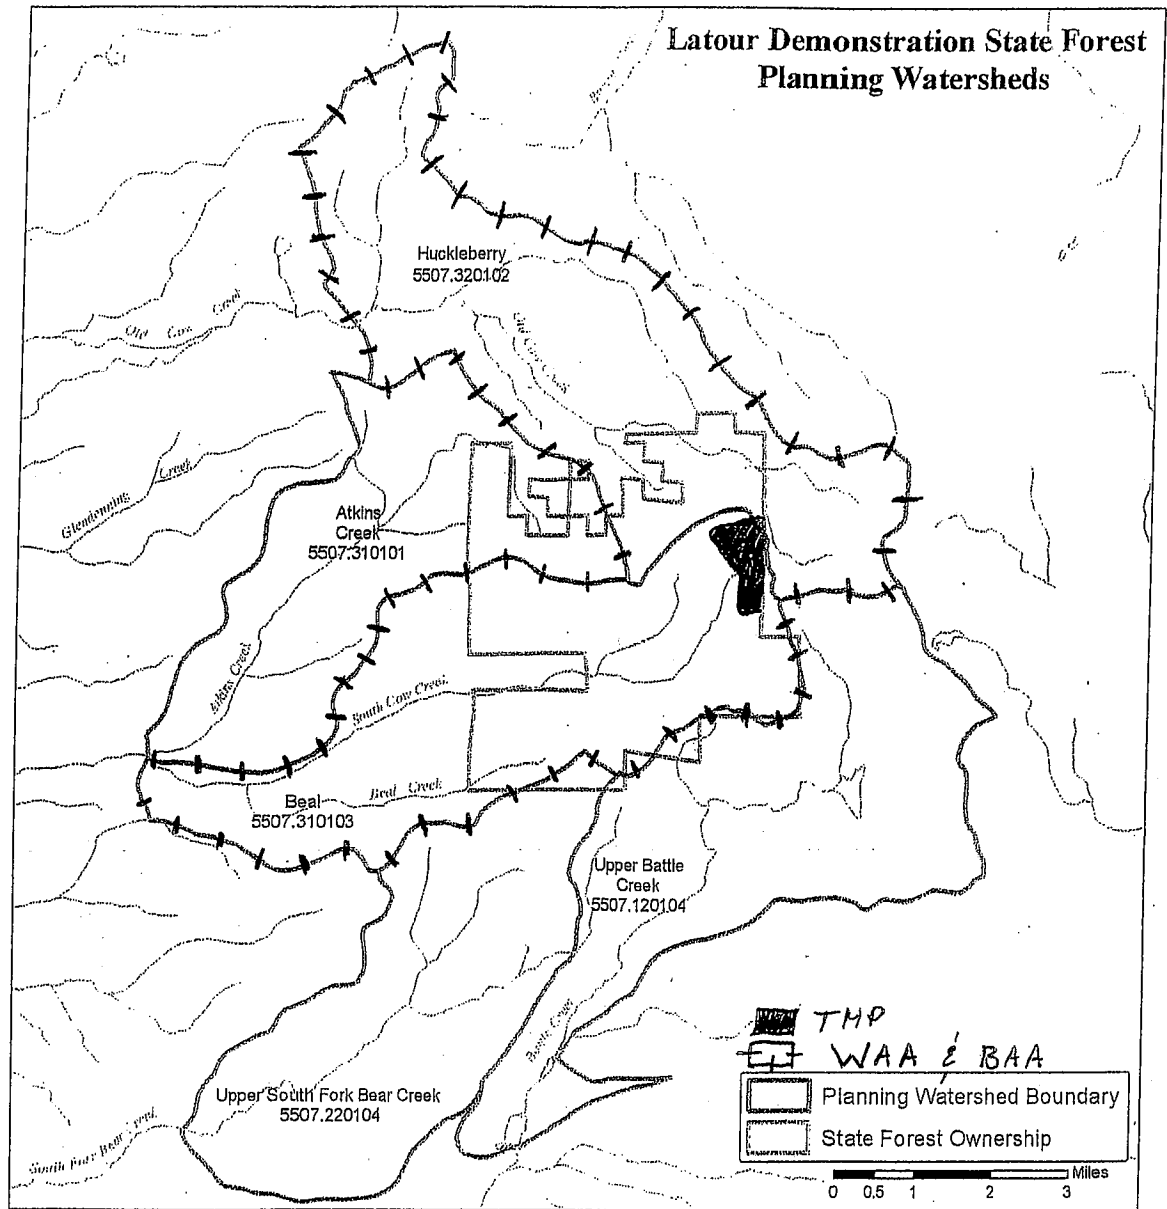 Latour Demonstration State Forest
Planning Watersheds
Huckleberry
5507.320102
Old Cow Creek
Old Cow Creek
Glendenning Creek
Atkins
Creek
5507.310101
Atkins Creek
South Cow Creek
Beal Creek
Beal
5507.310103
Upper Battle
Creek
5507.120104
Upper South Fork Bear Creek
5507.220104
South Fork Bear Creek
THP
WAA & BAA
Planning Watershed Boundary
State Forest Ownership
Miles
0 0.5 1 2 3